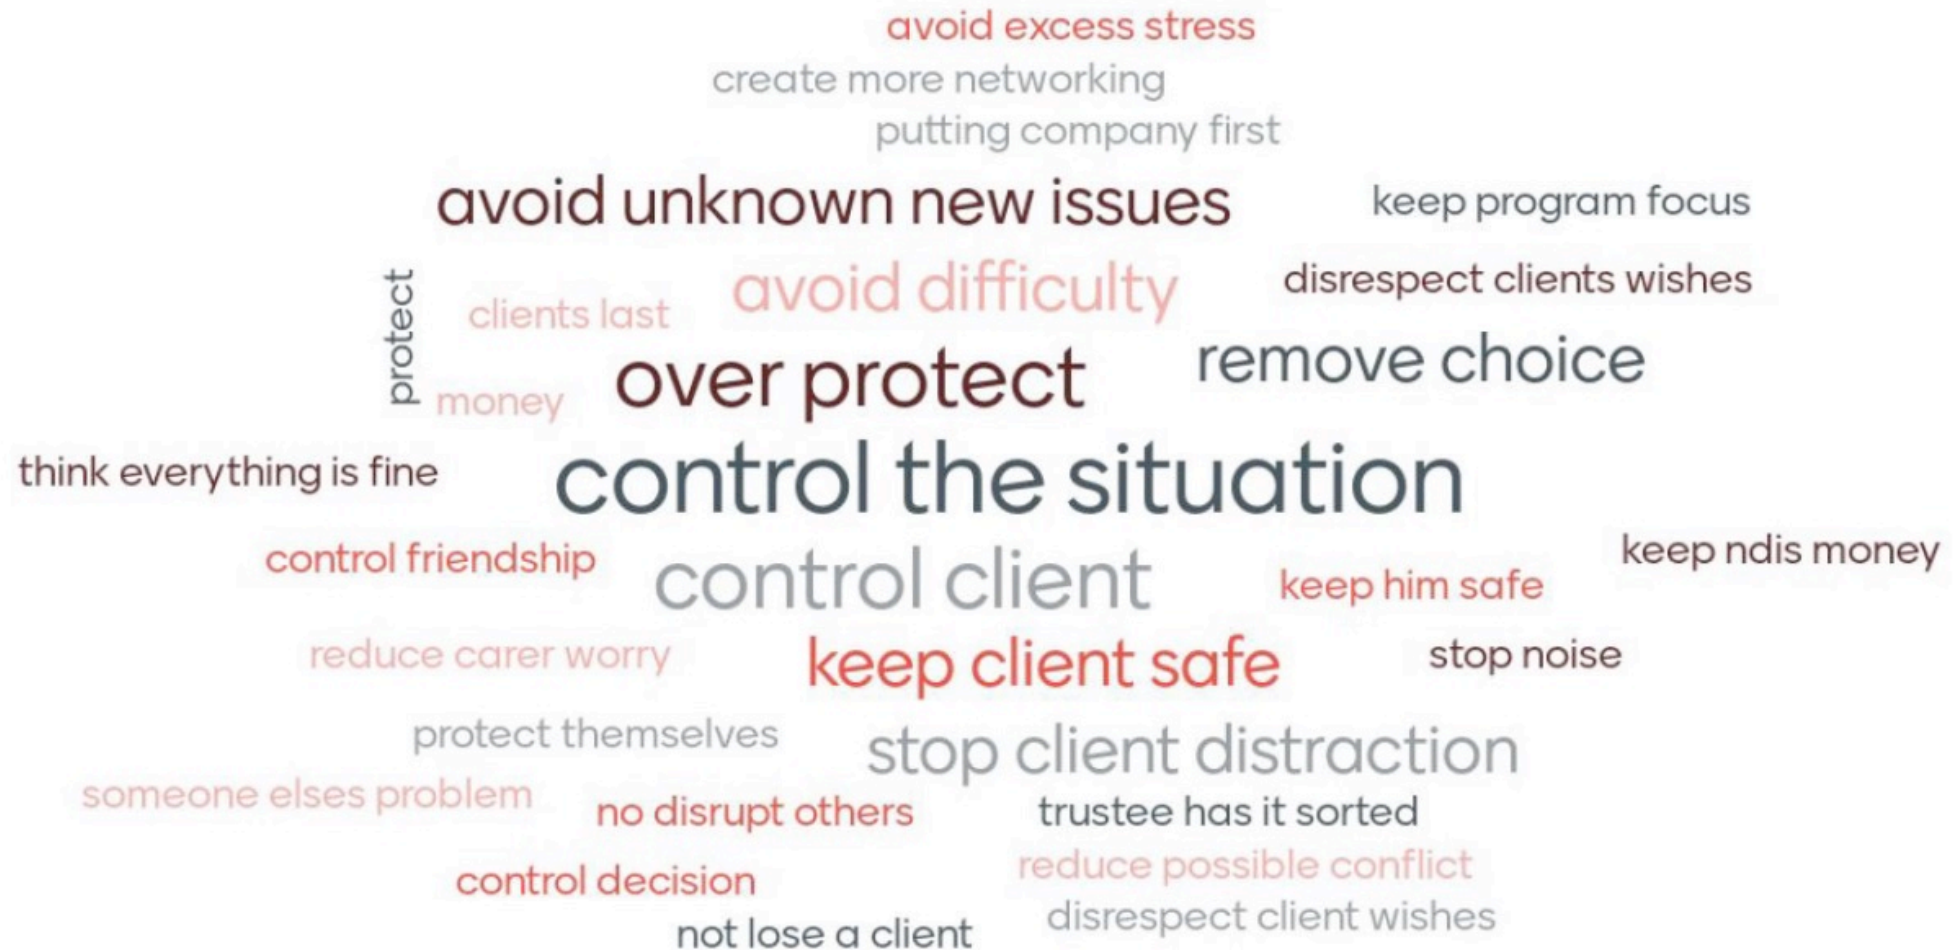 avoid excess stress
create more networking
putting company first
avoid unknown new issues
keep program focus
protect
clients last
avoid difficulty
disrespect clients wishes
money
over protect
remove choice
think everything is fine
control the situation
control friendship
control client
keep him safe
keep ndis money
reduce carer worry
keep client safe
stop noise
protect themselves
stop client distraction
someone elses problem
no disrupt others
trustee has it sorted
control decision
reduce possible conflict
not lose a client
disrespect client wishes